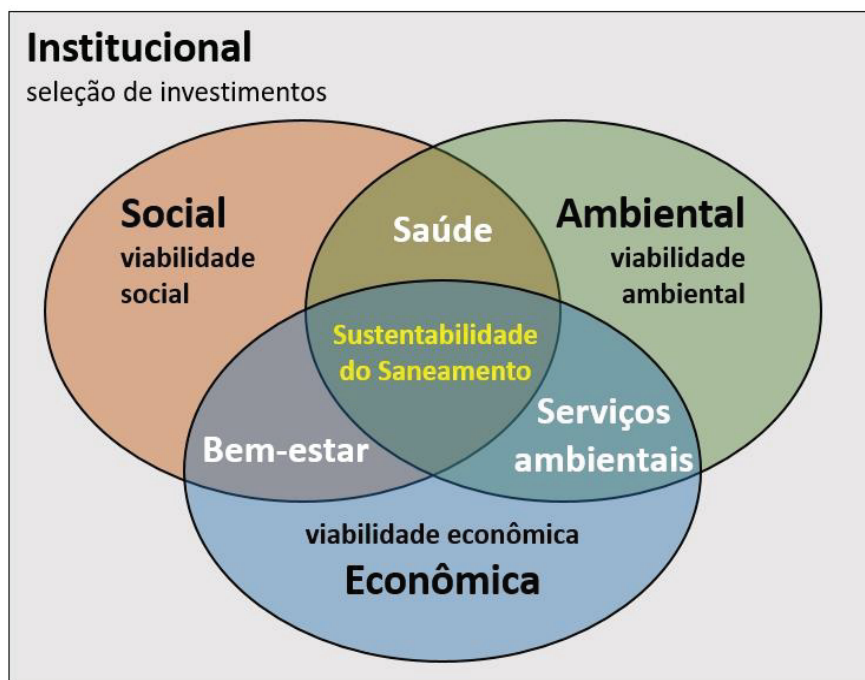 Institucional
seleção de investimentos
Social
viabilidade
social
Saúde
Ambiental
viabilidade
ambiental
Sustentabilidade
do Saneamento
Bem-estar
Serviços
ambientais
viabilidade econômica
Econômica